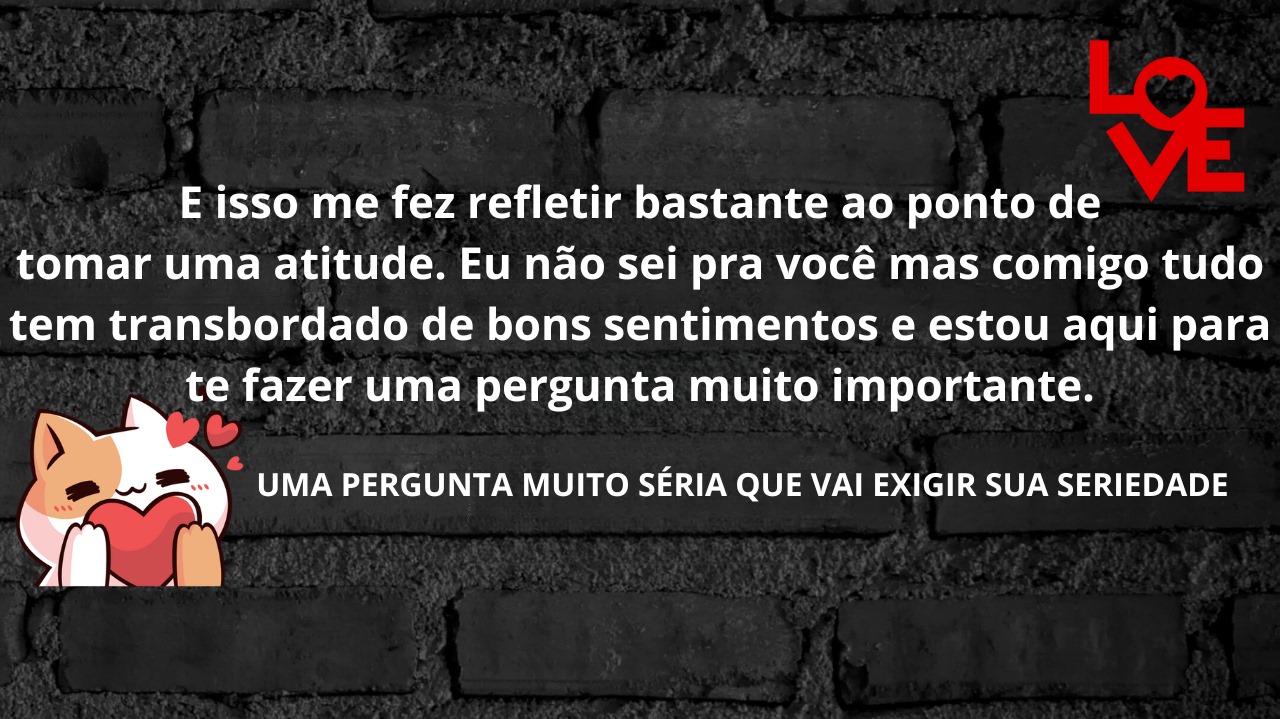 LOVE
E isso me fez refletir bastante ao ponto de
tomar uma atitude. Eu não sei pra você mas comigo tudo
tem transbordado de bons sentimentos e estou aqui para
te fazer uma pergunta muito importante.
UMA PERGUNTA MUITO SÉRIA QUE VAI EXIGIR SUA SERIEDADE